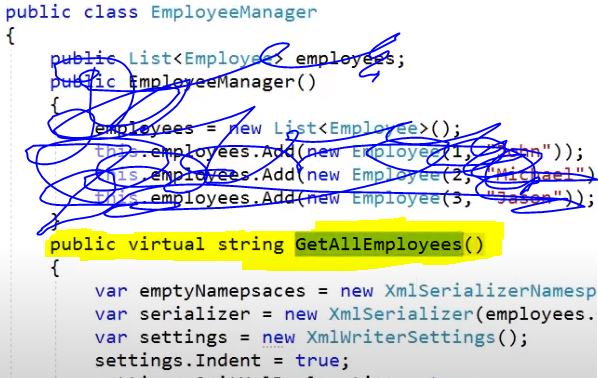 public class EmployeeManager
{
public List<Employee> employees;
public EmployeeManager()
{
employees = new List<Employee>();
this.employees.Add(new Employee(1, "John"));
this.employees.Add(new Employee(2, "Michael")
this.employees.Add(new Employee(3, "Jason"));
}
public virtual string GetAllEmployees()
{
var emptyNamepsaces = new XmlSerializerNamesp
var serializer = new XmlSerializer(employees.
var settings = new XmlWriterSettings();
settings.Indent = true;